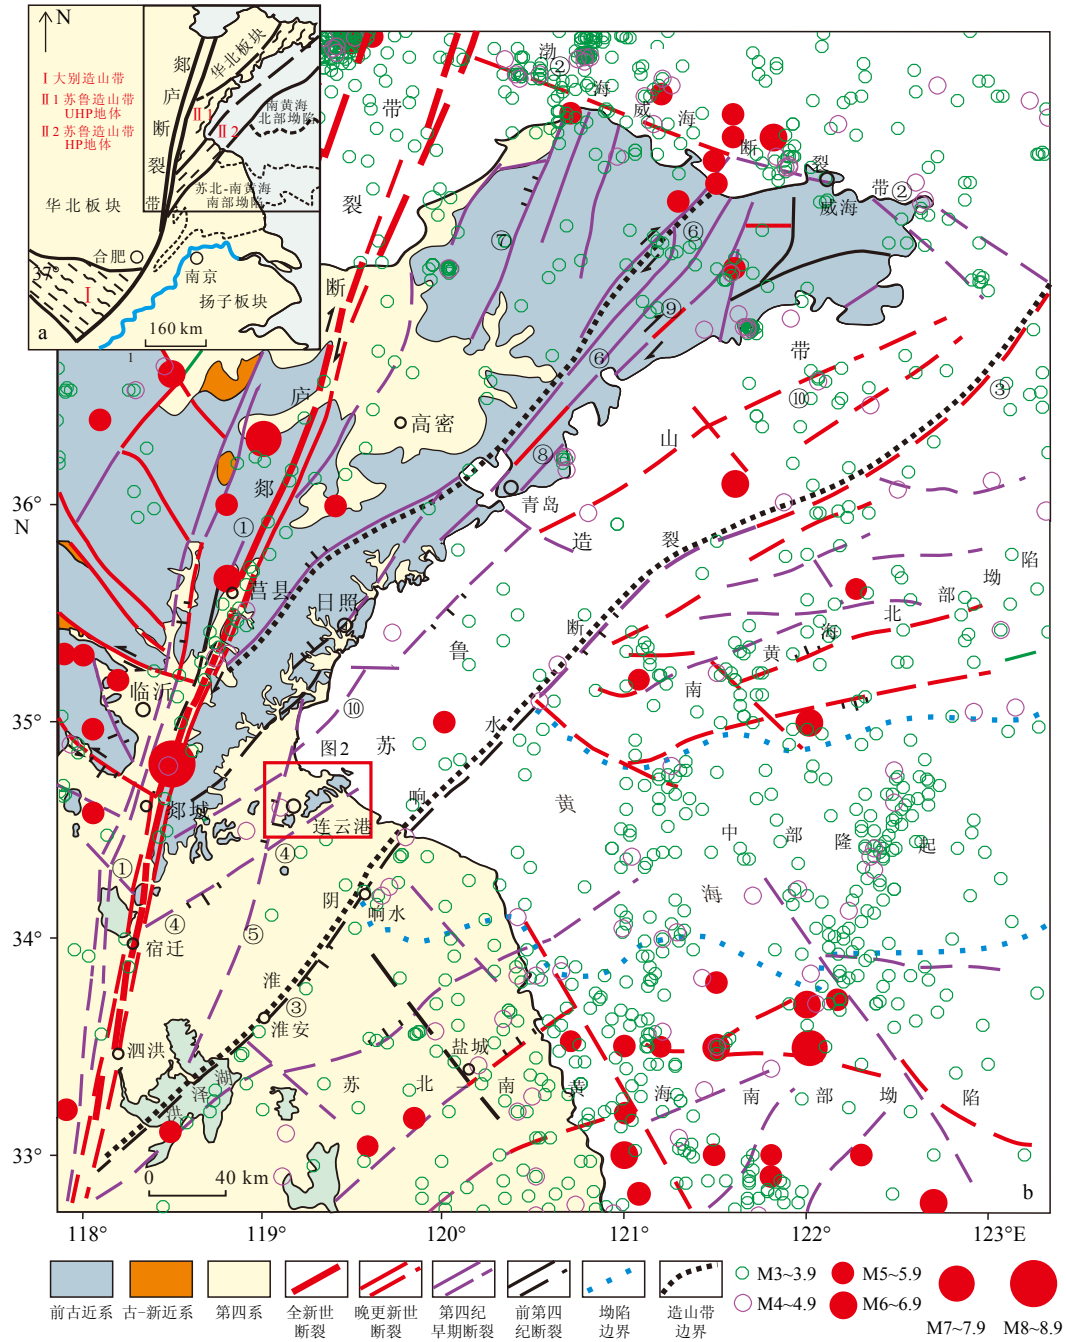 N
Ⅰ大别造山带
Ⅱ1苏鲁造山带
UHP地体
Ⅱ2苏鲁造山带
HP地体
郯
庐
断
裂
带
华北板块
Ⅱ1
Ⅱ2
南黄海
北部坳陷
苏北-南黄海
南部坳陷
华北板块
合肥
南京
扬子板块
37°
Ⅰ
a
160 km
渤
②
海
威
海
断
裂
带
②
威海
带
裂
断
庐
郯
①
⑦
⑥
⑨
⑥
⑧
高密
青岛
带
⑩
③
山
造
裂
断
鲁
苏
水
响
阴
淮
③
36°
N
35°
34°
33°
莒县
日照
临沂
⑩
图2
连云港
郯城
④
①
④
⑤
宿迁
响水
淮安
泗洪
洪
泽
湖
盐城
陷
坳
部
北
海
黄
南
黄
海
中
部
隆
起
苏
北
南
黄
海
南
部
坳
陷
0
40 km
b
118°
119°
120°
121°
122°
123°E
前古近系
古-新近系
第四系
全新世
断裂
晚更新世
断裂
第四纪
早期断裂
前第四
纪断裂
坳陷
边界
造山带
边界
M3~3.9
M4~4.9
M5~5.9
M6~6.9
M7~7.9
M8~8.9